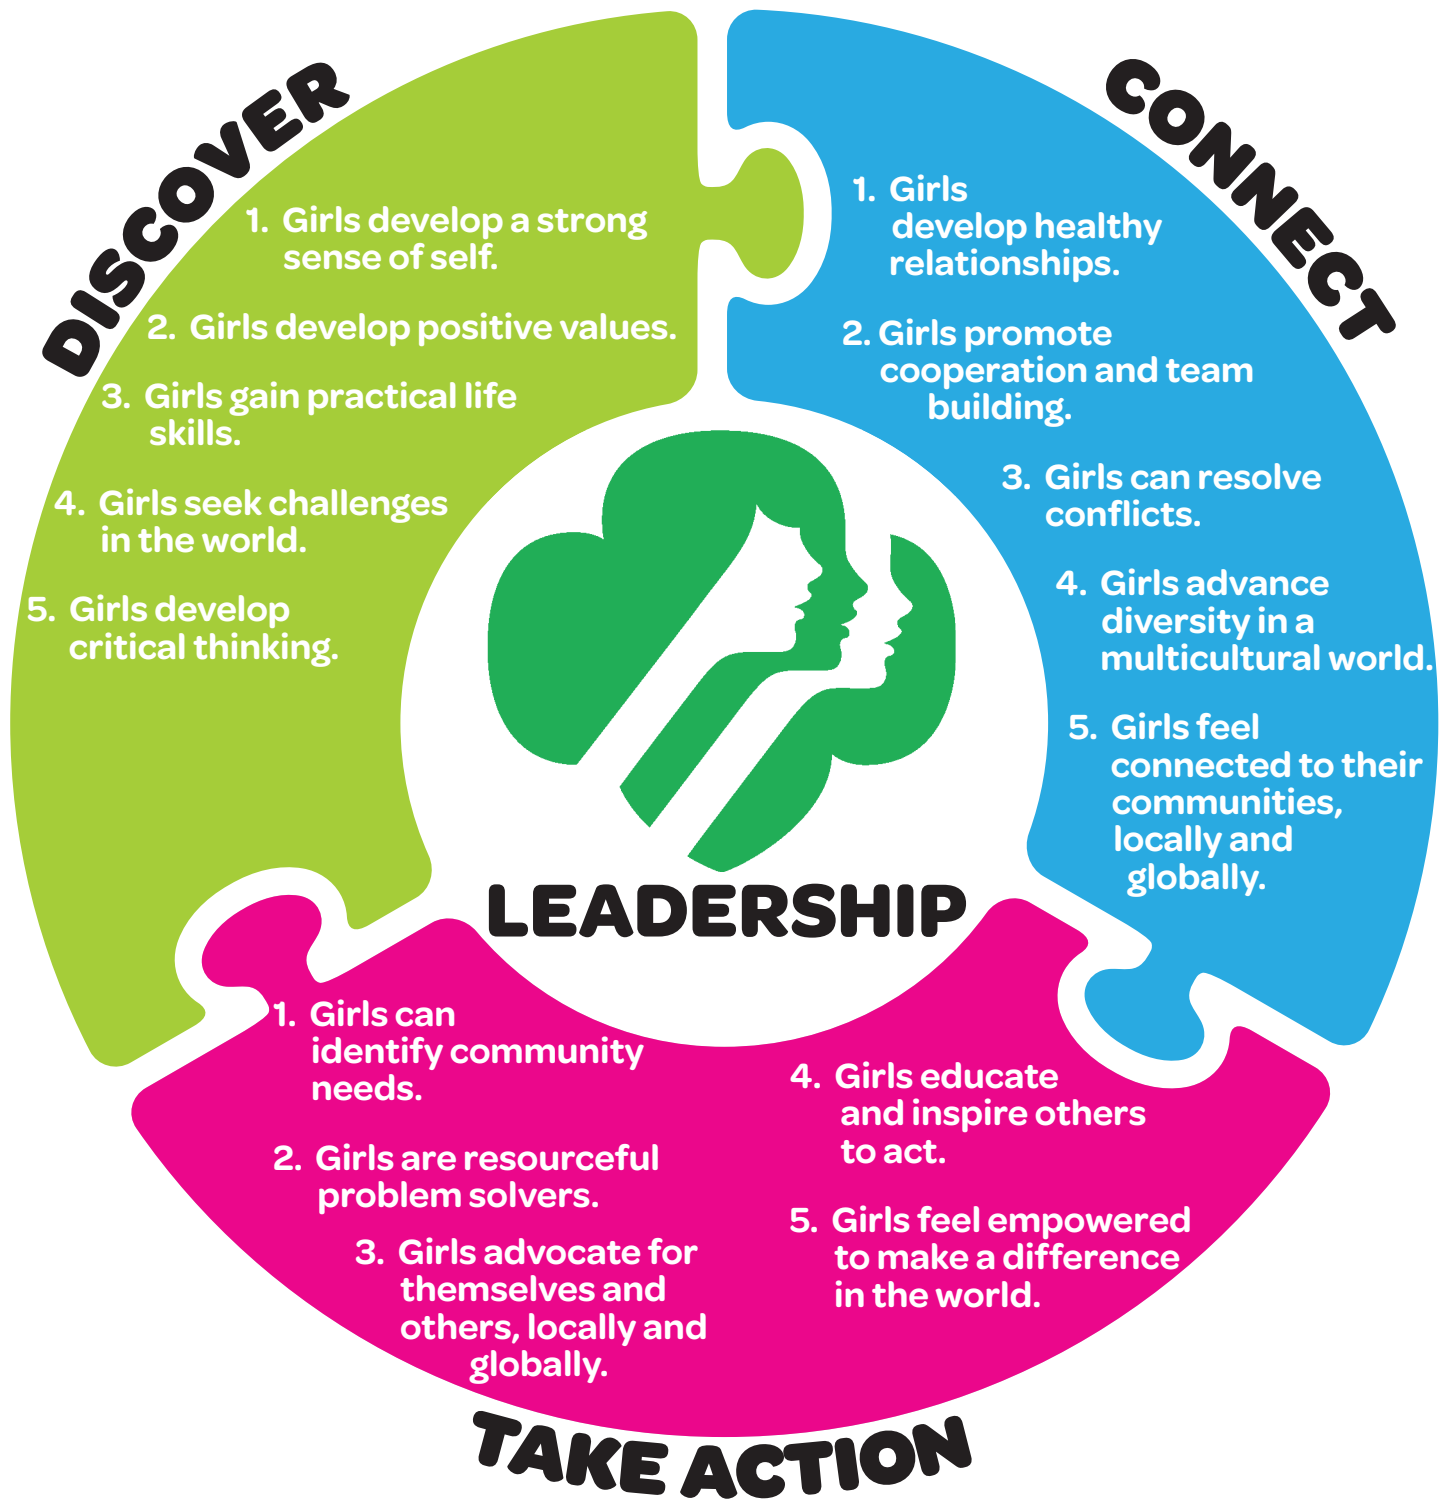 DISCOVER
1. Girls develop a strong
sense of self.
2. Girls develop positive values.
3. Girls gain practical life
skills.
4. Girls seek challenges
in the world.
5. Girls develop
critical thinking.
CONNECT
1. Girls
develop healthy
relationships.
2. Girls promote
cooperation and team
building.
3. Girls can resolve
conflicts.
4. Girls advance
diversity in a
multicultural world.
5. Girls feel
connected to their
communities,
locally and
globally.
LEADERSHIP
1. Girls can
identify community
needs.
2. Girls are resourceful
problem solvers.
3. Girls advocate for
themselves and
others, locally and
globally.
4. Girls educate
and inspire others
to act.
5. Girls feel empowered
to make a difference
in the world.
TAKE ACTION